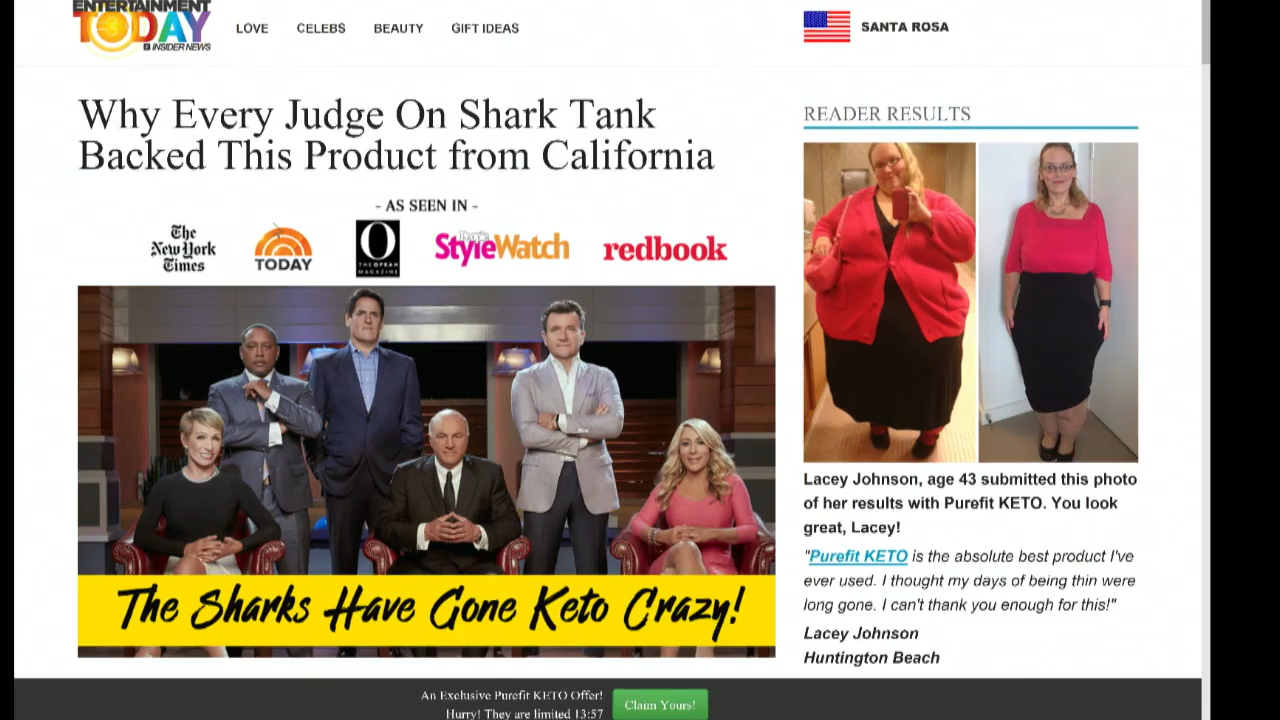 ENTERTAINMENT
TODAY
INSIDER NEWS
LOVE CELEBS BEAUTY GIFT IDEAS
SANTA ROSA
Why Every Judge On Shark Tank
Backed This Product from California
- AS SEEN IN -
The
New York
Times
TODAY
O
THE OPRAH
MAGAZINE
People
StyleWatch
redbook
The Sharks Have Gone Keto Crazy!
READER RESULTS
Lacey Johnson, age 43 submitted this photo
of her results with Purefit KETO. You look
great, Lacey!
"Purefit KETO is the absolute best product I've
ever used. I thought my days of being thin were
long gone. I can't thank you enough for this!"
Lacey Johnson
Huntington Beach
An Exclusive Purefit KETO Offer!
Hurry! They are limited 13:57
Claim Yours!